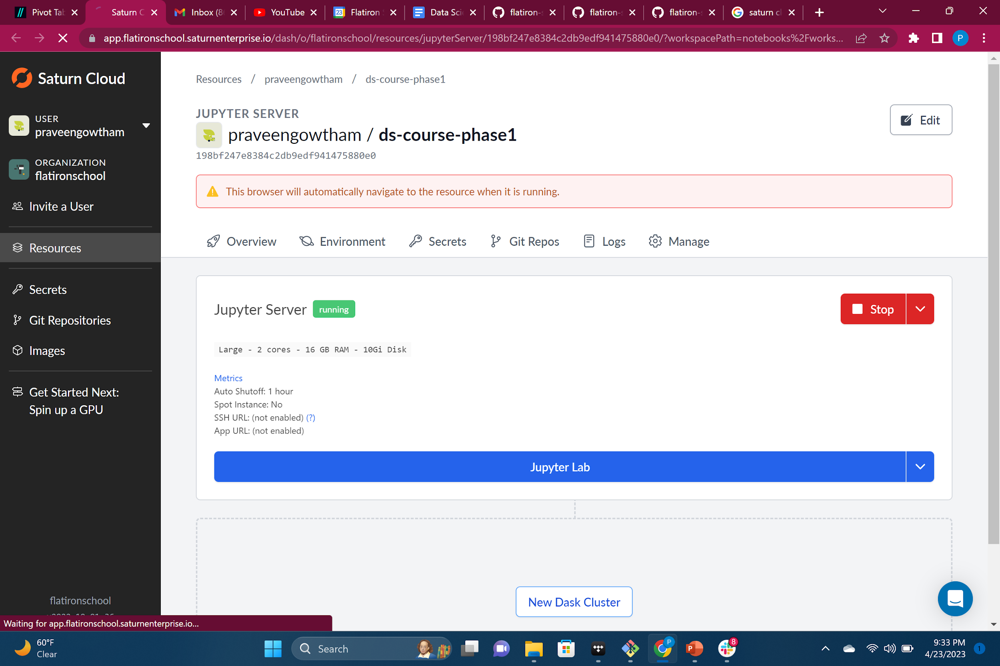 Pivot Tab
Saturn C
Inbox (8
YouTube
23
Flatiron S
Data Scie
flatiron-s
flatiron-s
flatiron-s
saturn cl
app.flatironschool.saturnenterprise.io/dash/o/flatironschool/resources/jupyterServer/198bf247e8384c2db9edf941475880e0/?workspacePath=notebooks%2Fworks...
P
Saturn Cloud
USER
praveengowtham
ORGANIZATION
flatironschool
Invite a User
Resources
Secrets
Git Repositories
Images
Get Started Next:
Spin up a GPU
flatironschool
Resources / praveengowtham / ds-course-phase1
JUPYTER SERVER
praveengowtham / ds-course-phase1
198bf247e8384c2db9edf941475880e0
Edit
This browser will automatically navigate to the resource when it is running.
Overview
Environment
Secrets
Git Repos
Logs
Manage
Jupyter Server
running
Stop
Large - 2 cores - 16 GB RAM - 10Gi Disk
Metrics
Auto Shutoff: 1 hour
Spot Instance: No
SSH URL: (not enabled) (?)
App URL: (not enabled)
Jupyter Lab
New Dask Cluster
Waiting for app.flatironschool.saturnenterprise.io...
60°F
Clear
Search
P
P
8
9:33 PM
4/23/2023
1